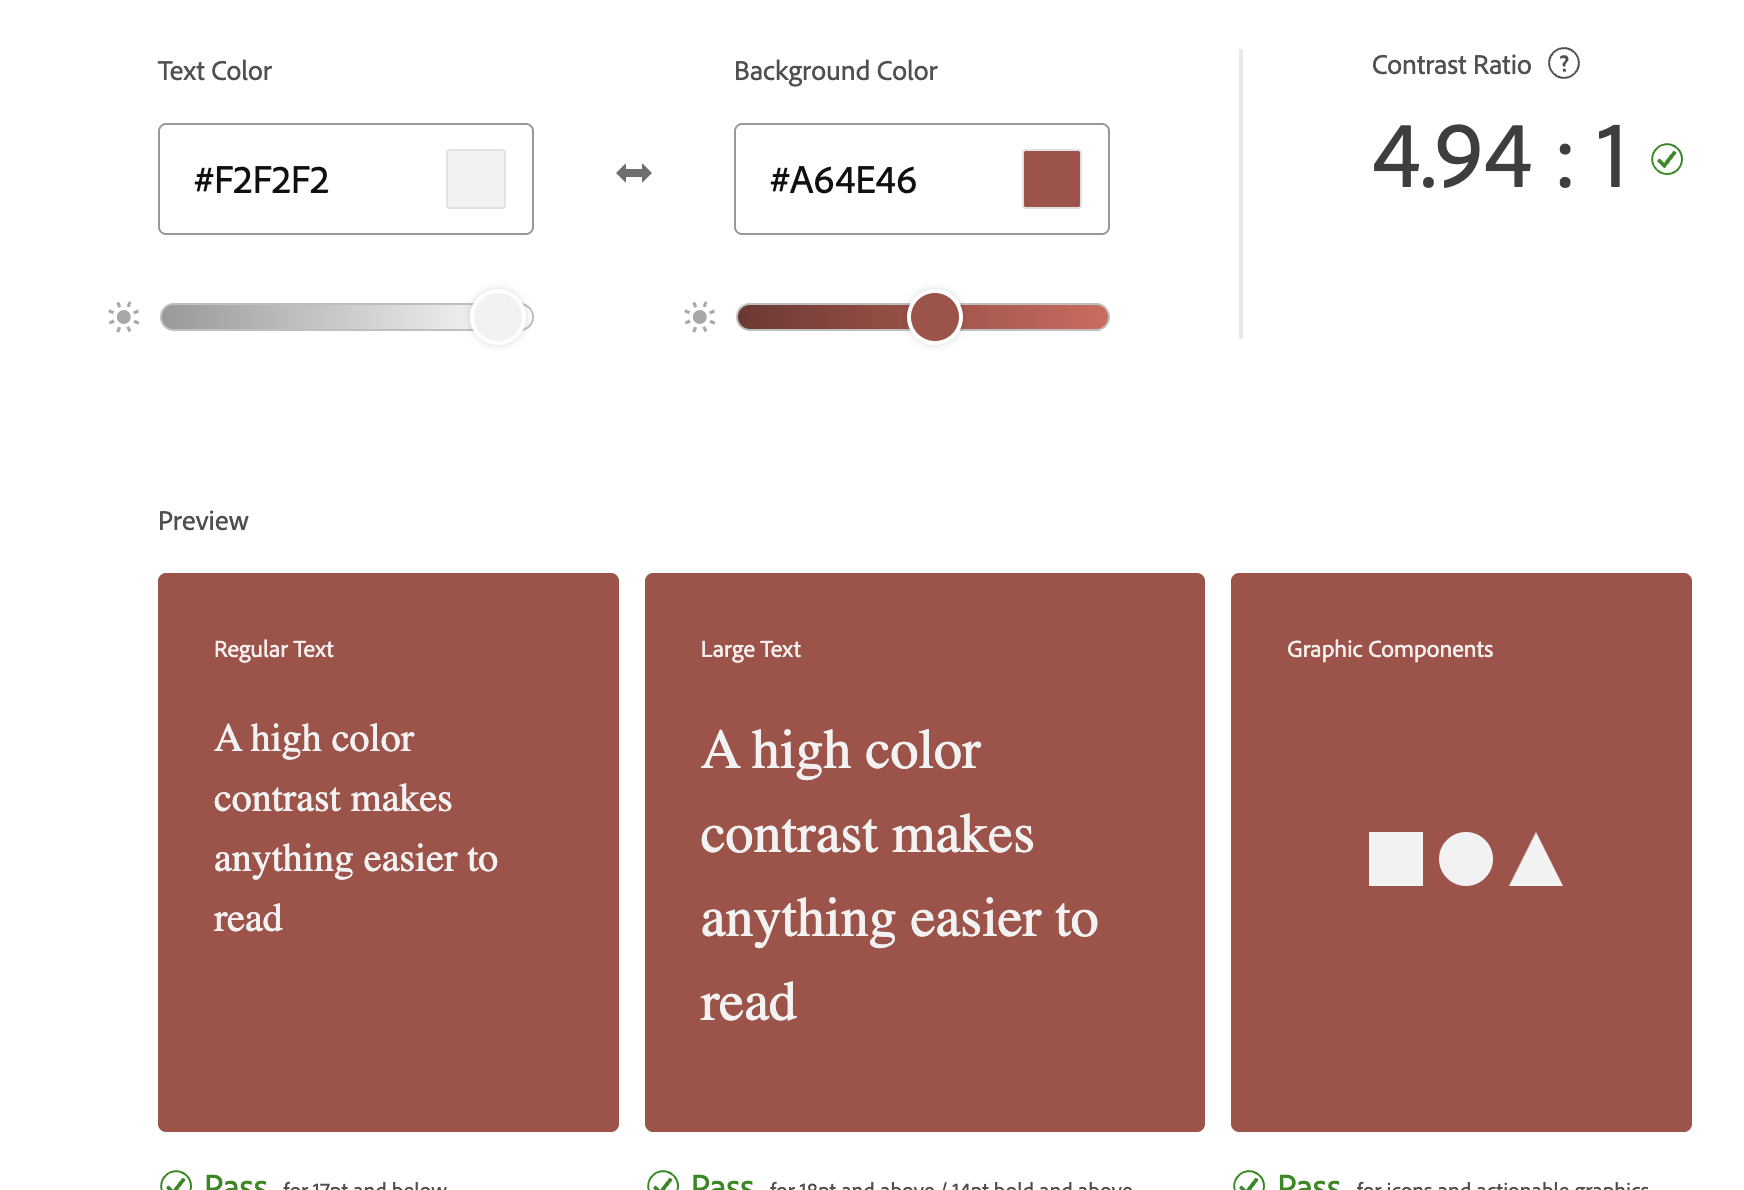 Text Color
Background Color
Contrast Ratio ?
#F2F2F2
#A64E46
4.94 : 1
Preview
Regular Text
A high color
contrast makes
anything easier to
read
Large Text
A high color
contrast makes
anything easier to
read
Graphic Components
Pass for 17pt and below
Pass for 18pt and above / 14pt bold and above
Pass for icons and actionable graphics